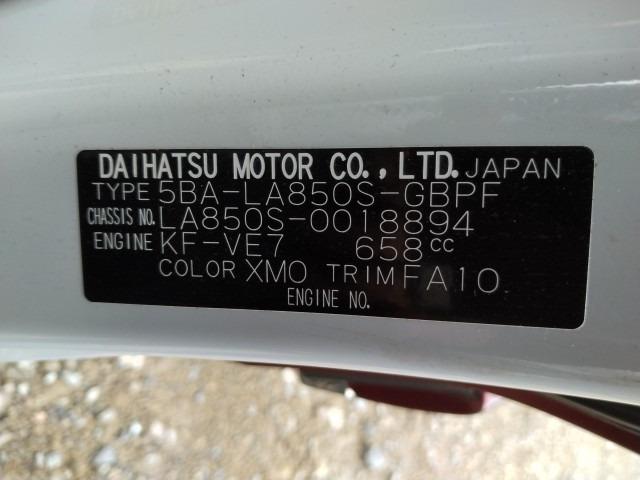 DAIHATSU MOTOR CO., LTD. JAPAN
TYPE 5BA-LA850S-GBPF
CHASSIS NO. LA850S-0018894
ENGINE KF-VE7 658cc
COLOR XM0 TRIM FA10
ENGINE NO.